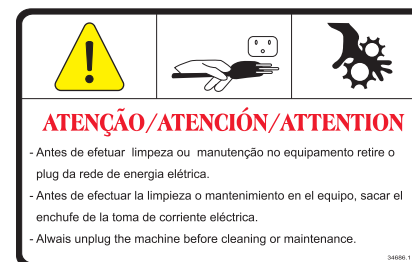 ATENÇÃO/ATENCIÓN/ATTENTION
- Antes de efetuar limpeza ou manutenção no equipamento retire o
plug da rede de energia elétrica.
- Antes de efectuar la limpieza o mantenimiento en el equipo, sacar el
enchufe de la toma de corriente eléctrica.
- Alwais unplug the machine before cleaning or maintenance.
34686.1